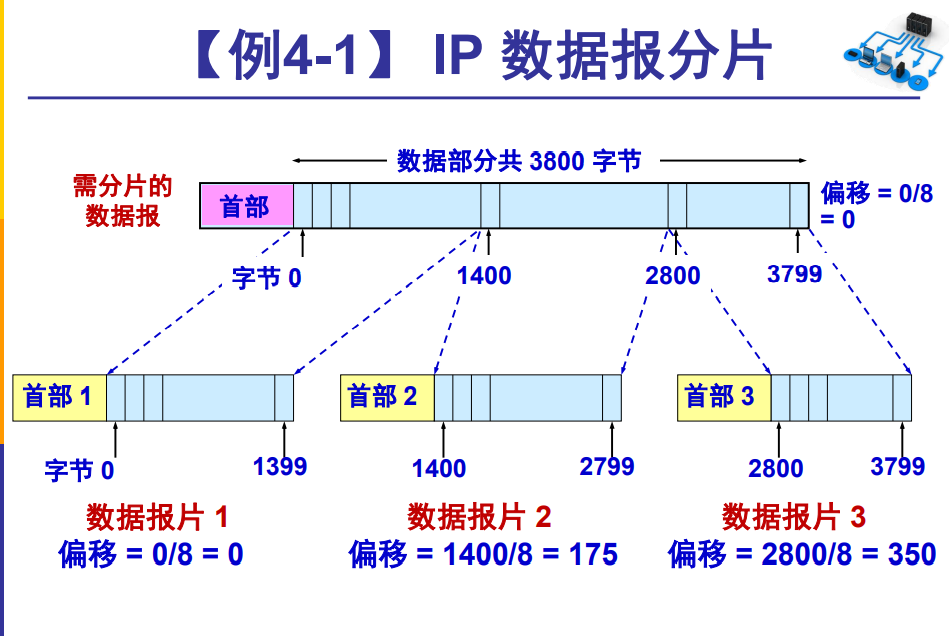 【例4-1】 IP 数据报分片
数据部分共 3800 字节
需分片的
数据报
首部
偏移 = 0/8
= 0
字节 0
1400
2800
3799
首部 1
首部 2
首部 3
字节 0
1399
1400
2799
2800
3799
数据报片 1
数据报片 2
数据报片 3
偏移 = 0/8 = 0
偏移 = 1400/8 = 175
偏移 = 2800/8 = 350